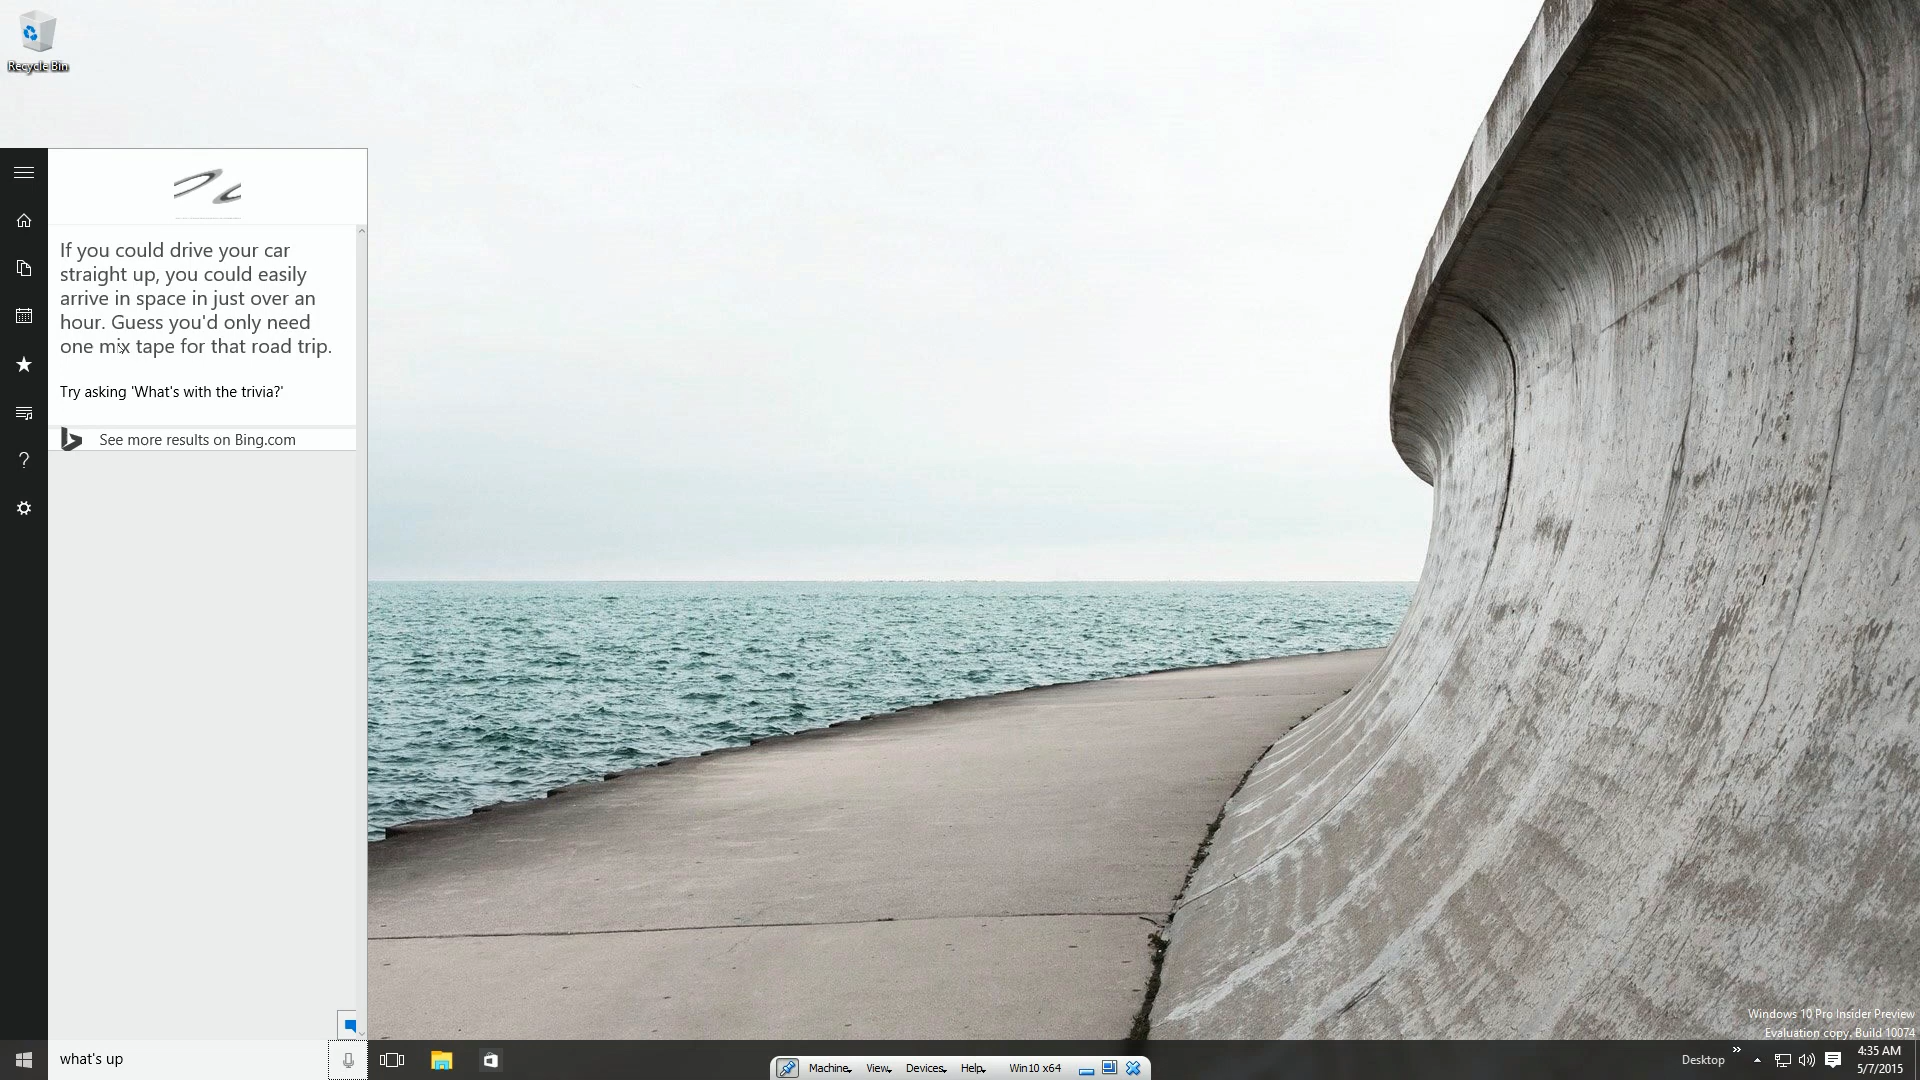 Recycle Bin
If you could drive your car
straight up, you could easily
arrive in space in just over an
hour. Guess you'd only need
one mix tape for that road trip.
Try asking 'What's with the trivia?'
See more results on Bing.com
Windows 10 Pro Insider Preview
Evaluation copy. Build 10074
what's up
Machine View Devices Help Win10 x64
Desktop
4:35 AM
5/7/2015